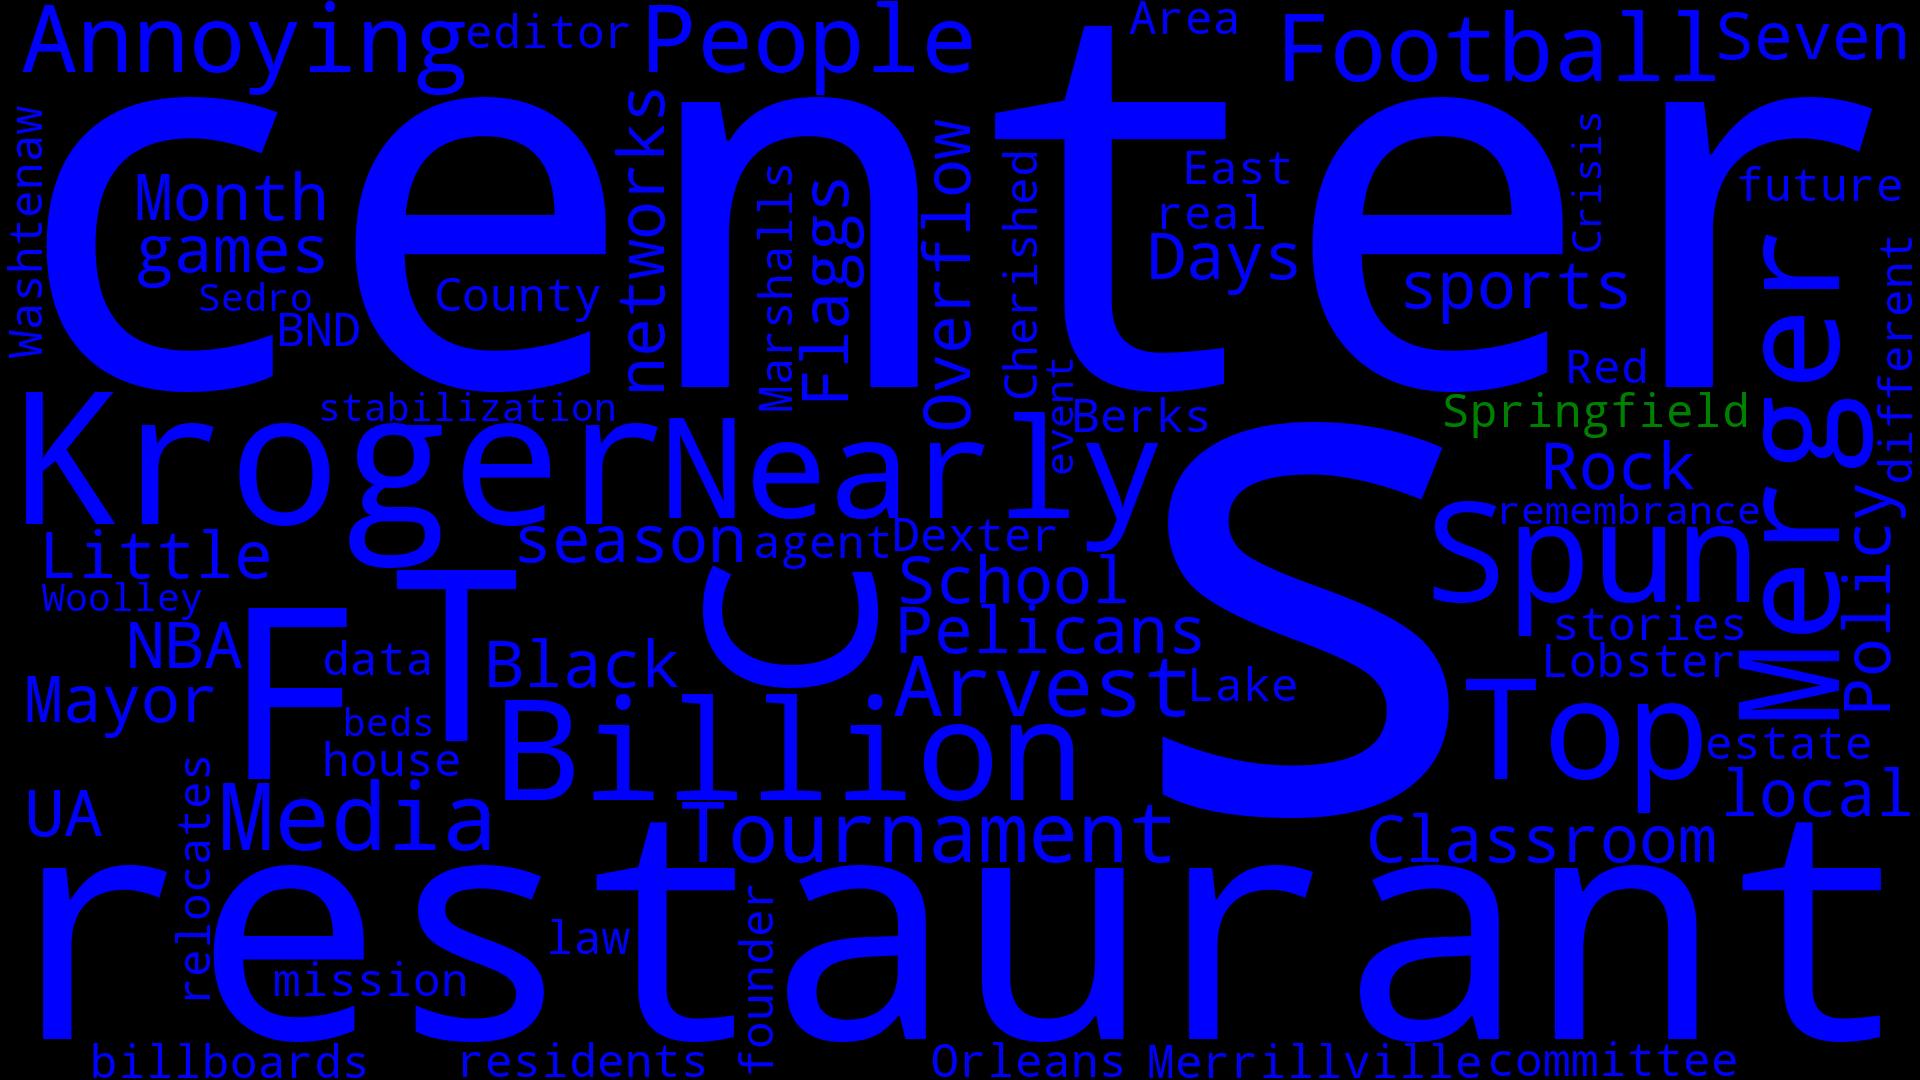 Annoying
editor
People
Area
Football
Seven
center
Washtenaw
Month
games
Sedro
BND
County
networks
Marshalls
Flaggs
Overflow
Cherished
event
East
real
Days
Crisis
sports
Red
future
different
Merger
Policy
Kroger
stabilization
Nearly
Berks
Springfield
Rock
remembrance
Spun
stories
Lobster
Little
Woolley
season
agent
Dexter
School
Pelicans
Arvest
Lake
S
C
NBA
Mayor
F
T
data
beds
house
Black
Billion
Top
estate
local
UA
relocates
Media
Tournament
Classroom
restaurant
law
mission
founder
billboards
residents
Orleans
Merrillville
committee